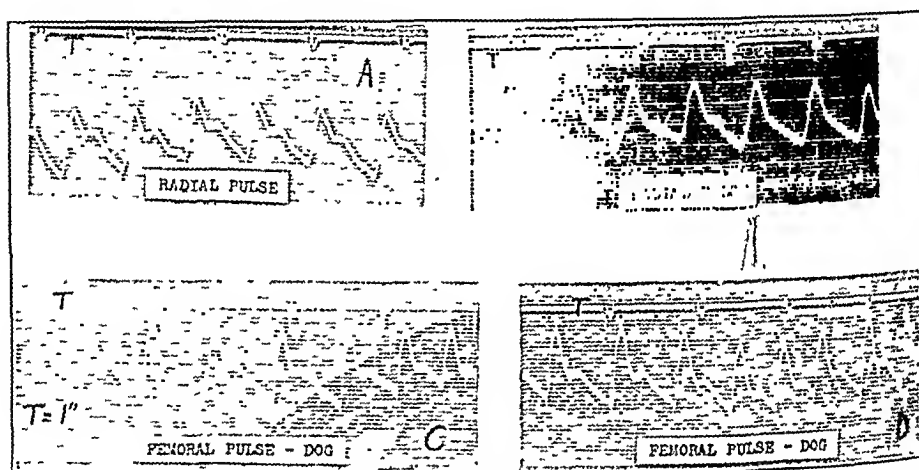 T
A
RADIAL PULSE
T
T
T=1"
FEMORAL PULSE - DOG
C
T
FEMORAL PULSE - DOG
D